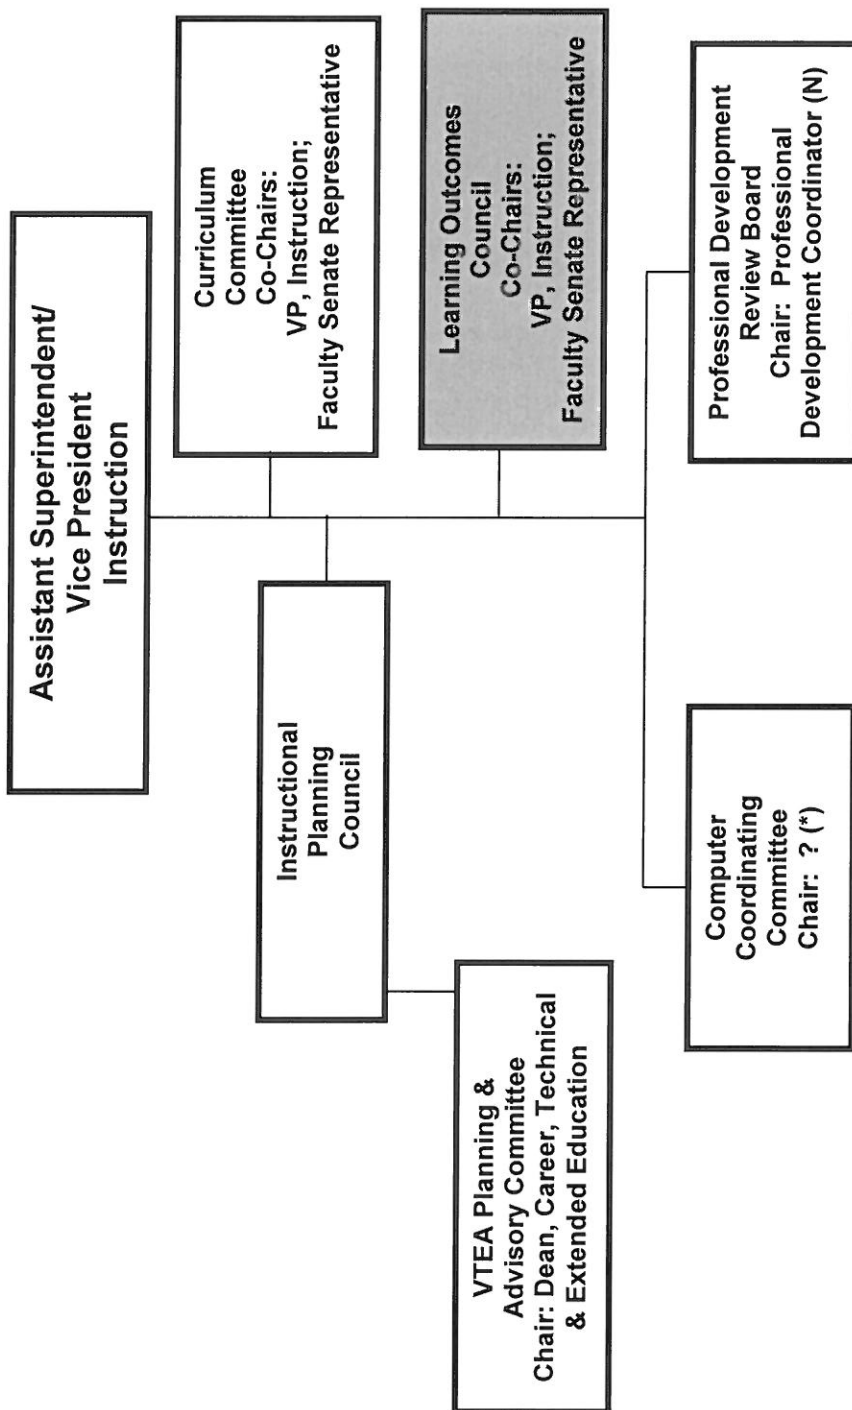 Assistant Superintendent/
Vice President
Instruction
Instructional
Planning
Council
Curriculum
Committee
Co-Chairs:
VP, Instruction;
Faculty Senate Representative
VTEA Planning &
Advisory Committee
Chair: Dean, Career, Technical
& Extended Education
Learning Outcomes
Council
Co-Chairs:
VP, Instruction;
Faculty Senate Representative
Computer
Coordinating
Committee
Chair: ? (*)
Professional Development
Review Board
Chair: Professional
Development Coordinator (N)